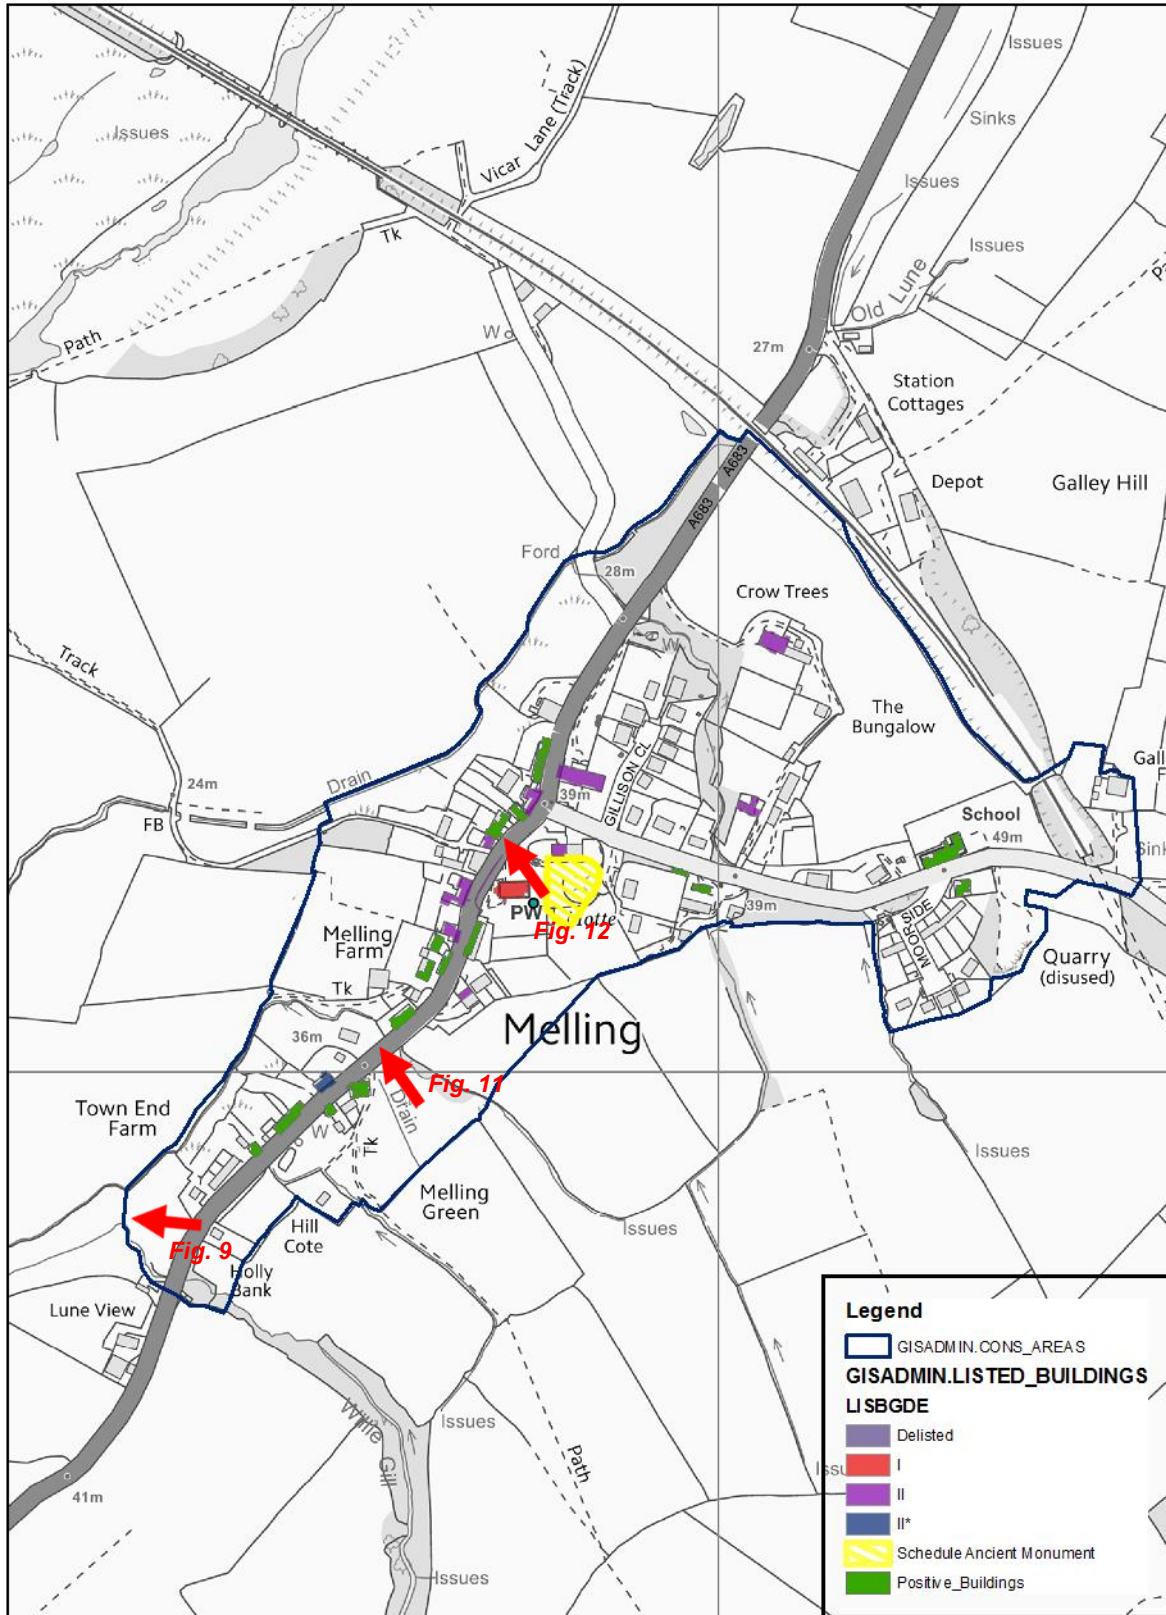 Issues
Issues
Sinks
Vicar Lane (Track)
Issues
Tk
Issues
Old Lune
Path
W
27m
Station
Cottages
A683
Depot
Galley Hill
A683
Ford
28m
Crow Trees
W
Track
The
Bungalow
Drain
24m
39m
GILLISON CL
FB
School
49m
PW
Fig. 12
39m
MOORSIDE
Melling
Farm
Quarry
(disused)
Tk
Melling
36m
Fig. 11
Town End
Farm
Drain
W
Tk
Issues
Melling
Green
Hill
Cote
Issues
Fig. 9
Holly
Bank
Lune View
Legend
GISADMIN.CONS_AREAS
GISADMIN.LISTED_BUILDINGS
LISBGDE
Delisted
I
II
II*
Schedule Ancient Monument
Positive_Buildings
Willie Gill
Issues
Path
41m
Issues